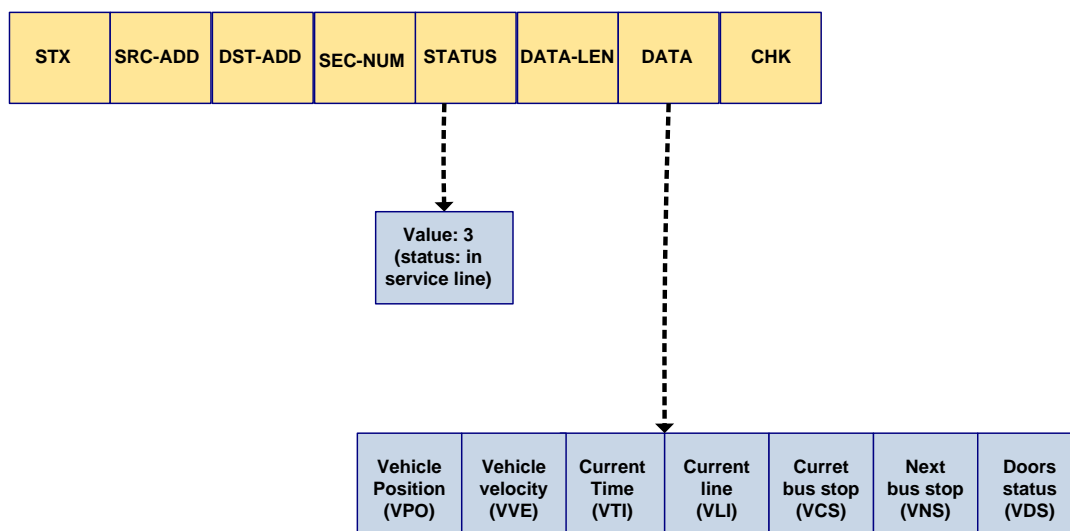 STX SRC-ADD DST-ADD SEC-NUM STATUS DATA-LEN DATA CHK
Value: 3
(status: in
service line)
Vehicle
Position
(VPO)
Vehicle
velocity
(VVE)
Current
Time
(VTI)
Current
line
(VLI)
Curret
bus stop
(VCS)
Next
bus stop
(VNS)
Doors
status
(VDS)